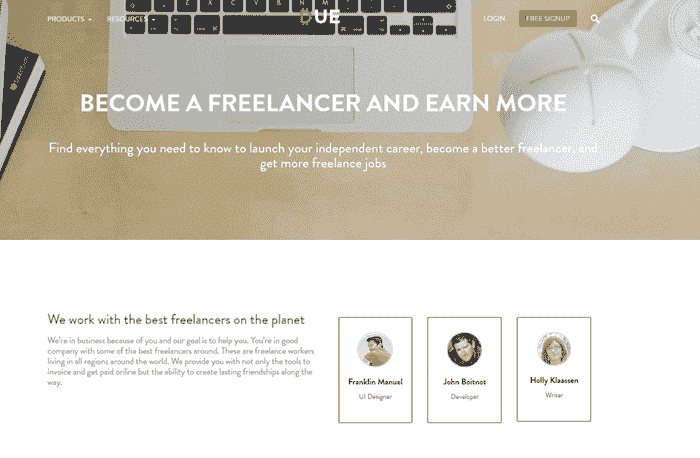 PRODUCTS RESOURCES DUE LOGIN FREE SIGNUP
BECOME A FREELANCER AND EARN MORE
Find everything you need to know to launch your independent career, become a better freelancer, and
get more freelance jobs
We work with the best freelancers on the planet
We're in business because of you and our goal is to help you. You're in good
company with some of the best freelancers around. These are freelance workers
living in all regions around the world. We provide you with not only the tools to
invoice and get paid online but the ability to create lasting friendships along the
way.
Franklin Manuel
UI Designer
John Boitnot
Developer
Holly Klaassen
Writer